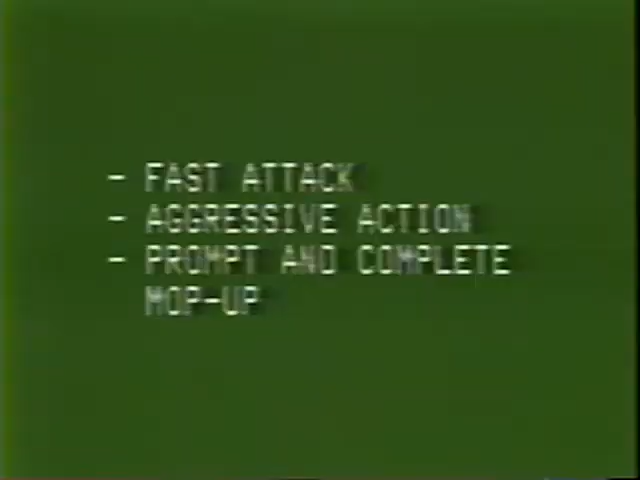 - FAST ATTACK
- AGGRESSIVE ACTION
- PROMPT AND COMPLETE
MOP-UP